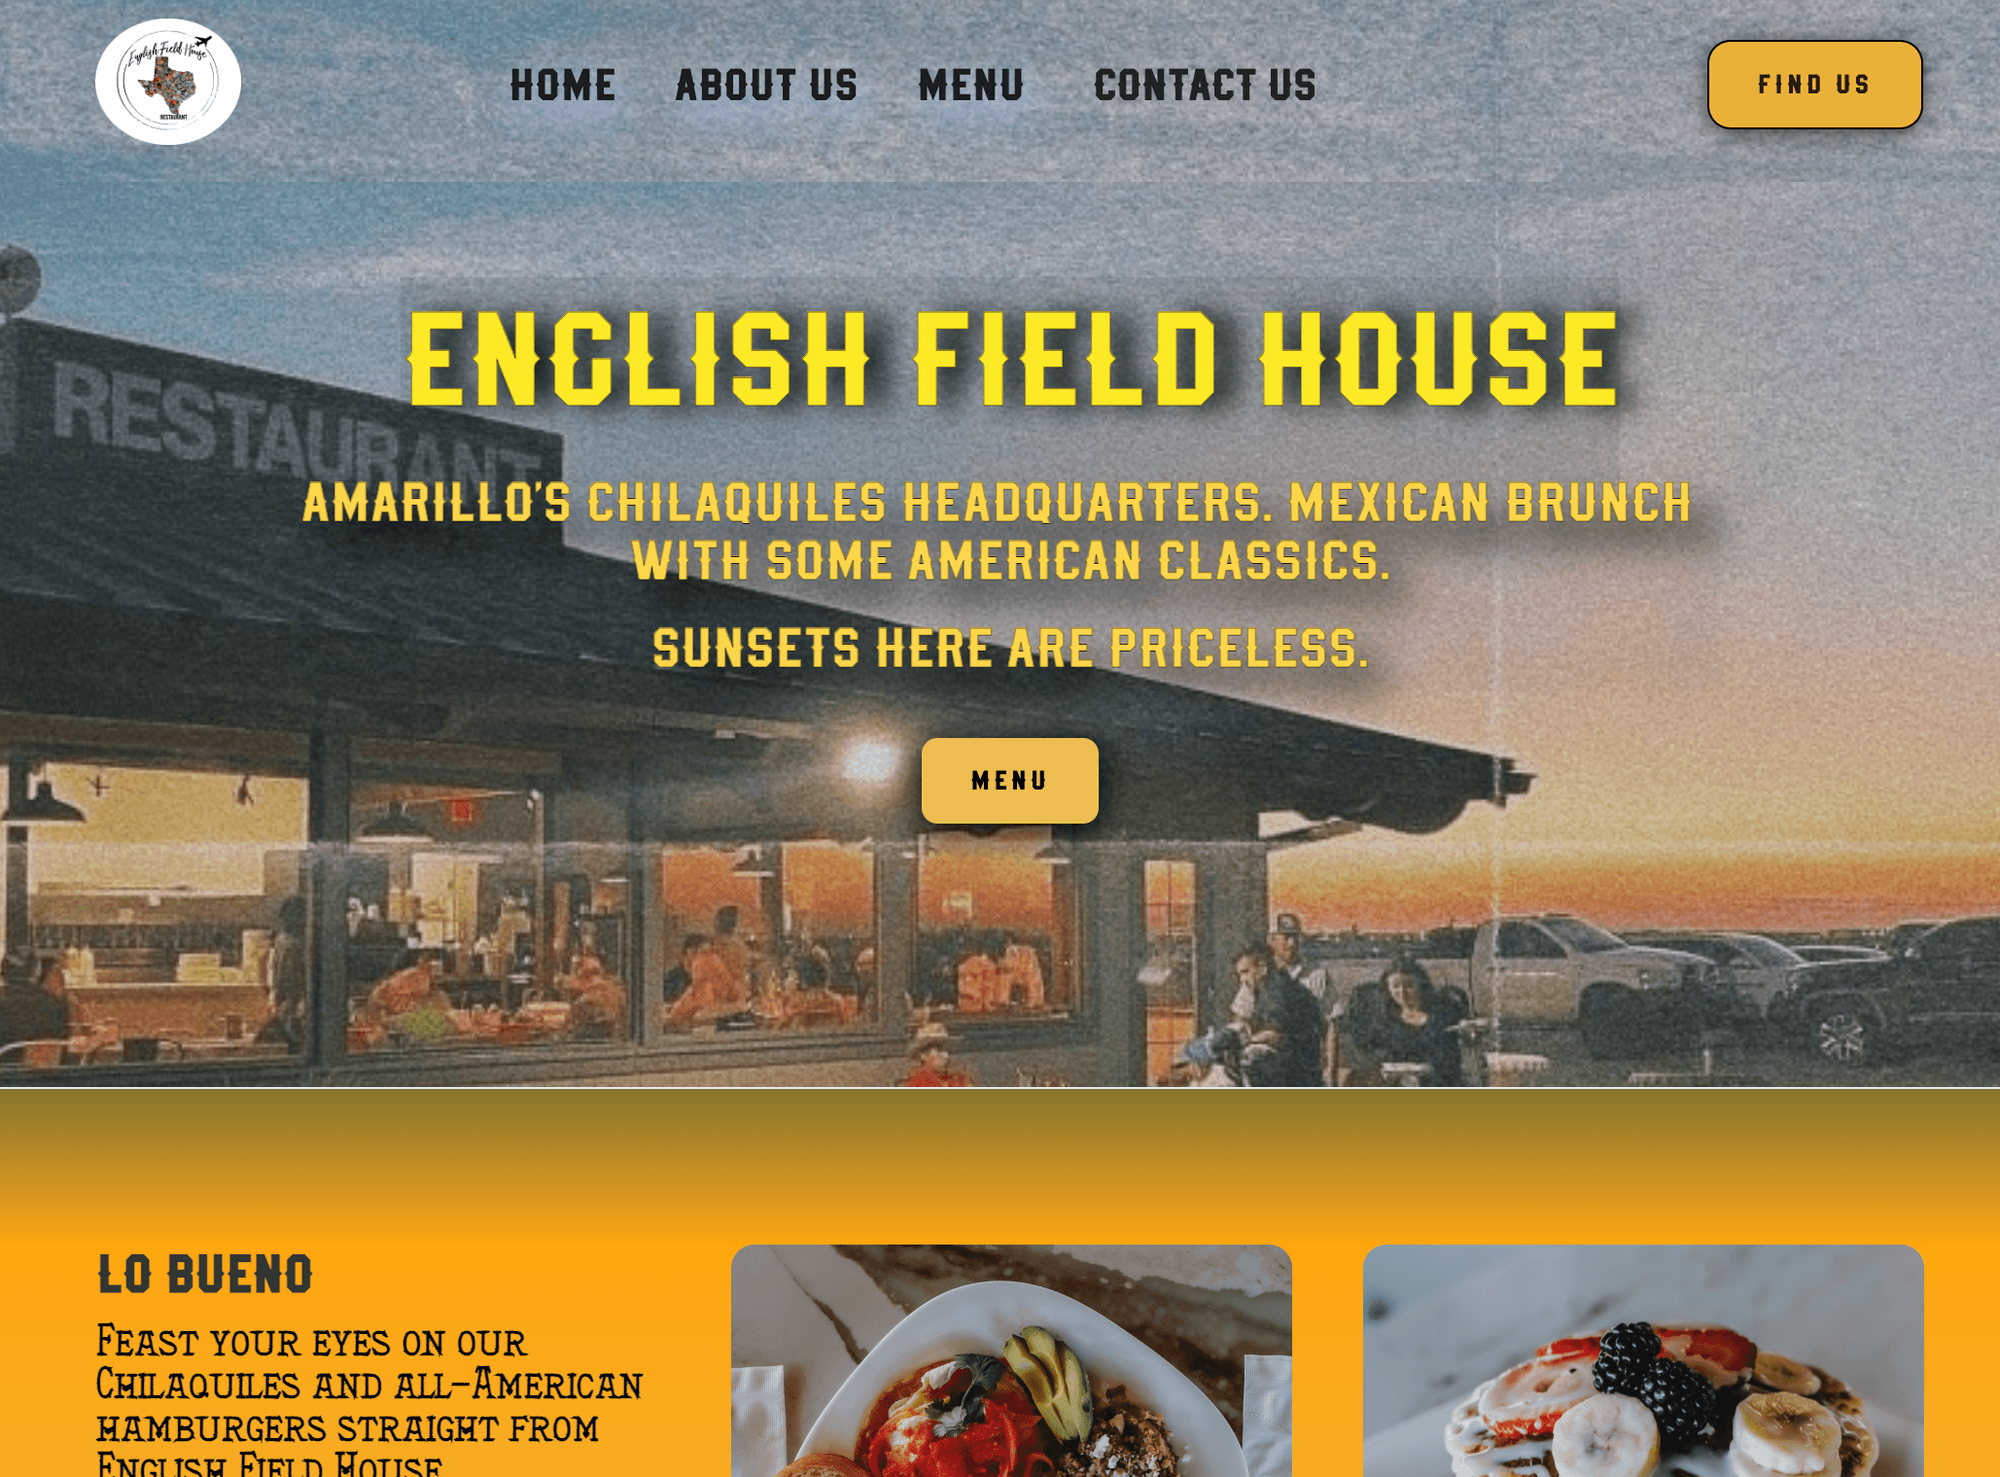 English Field House
RESTAURANT
HOME
ABOUT US
MENU
CONTACT US
FIND US
ENGLISH FIELD HOUSE
RESTAURANT
AMARILLO'S CHILAQUILES HEADQUARTERS. MEXICAN BRUNCH
WITH SOME AMERICAN CLASSICS.
SUNSETS HERE ARE PRICELESS.
MENU
LO BUENO
Feast your eyes on our
Chilaquiles and all-American
hamburgers straight from
English Field House